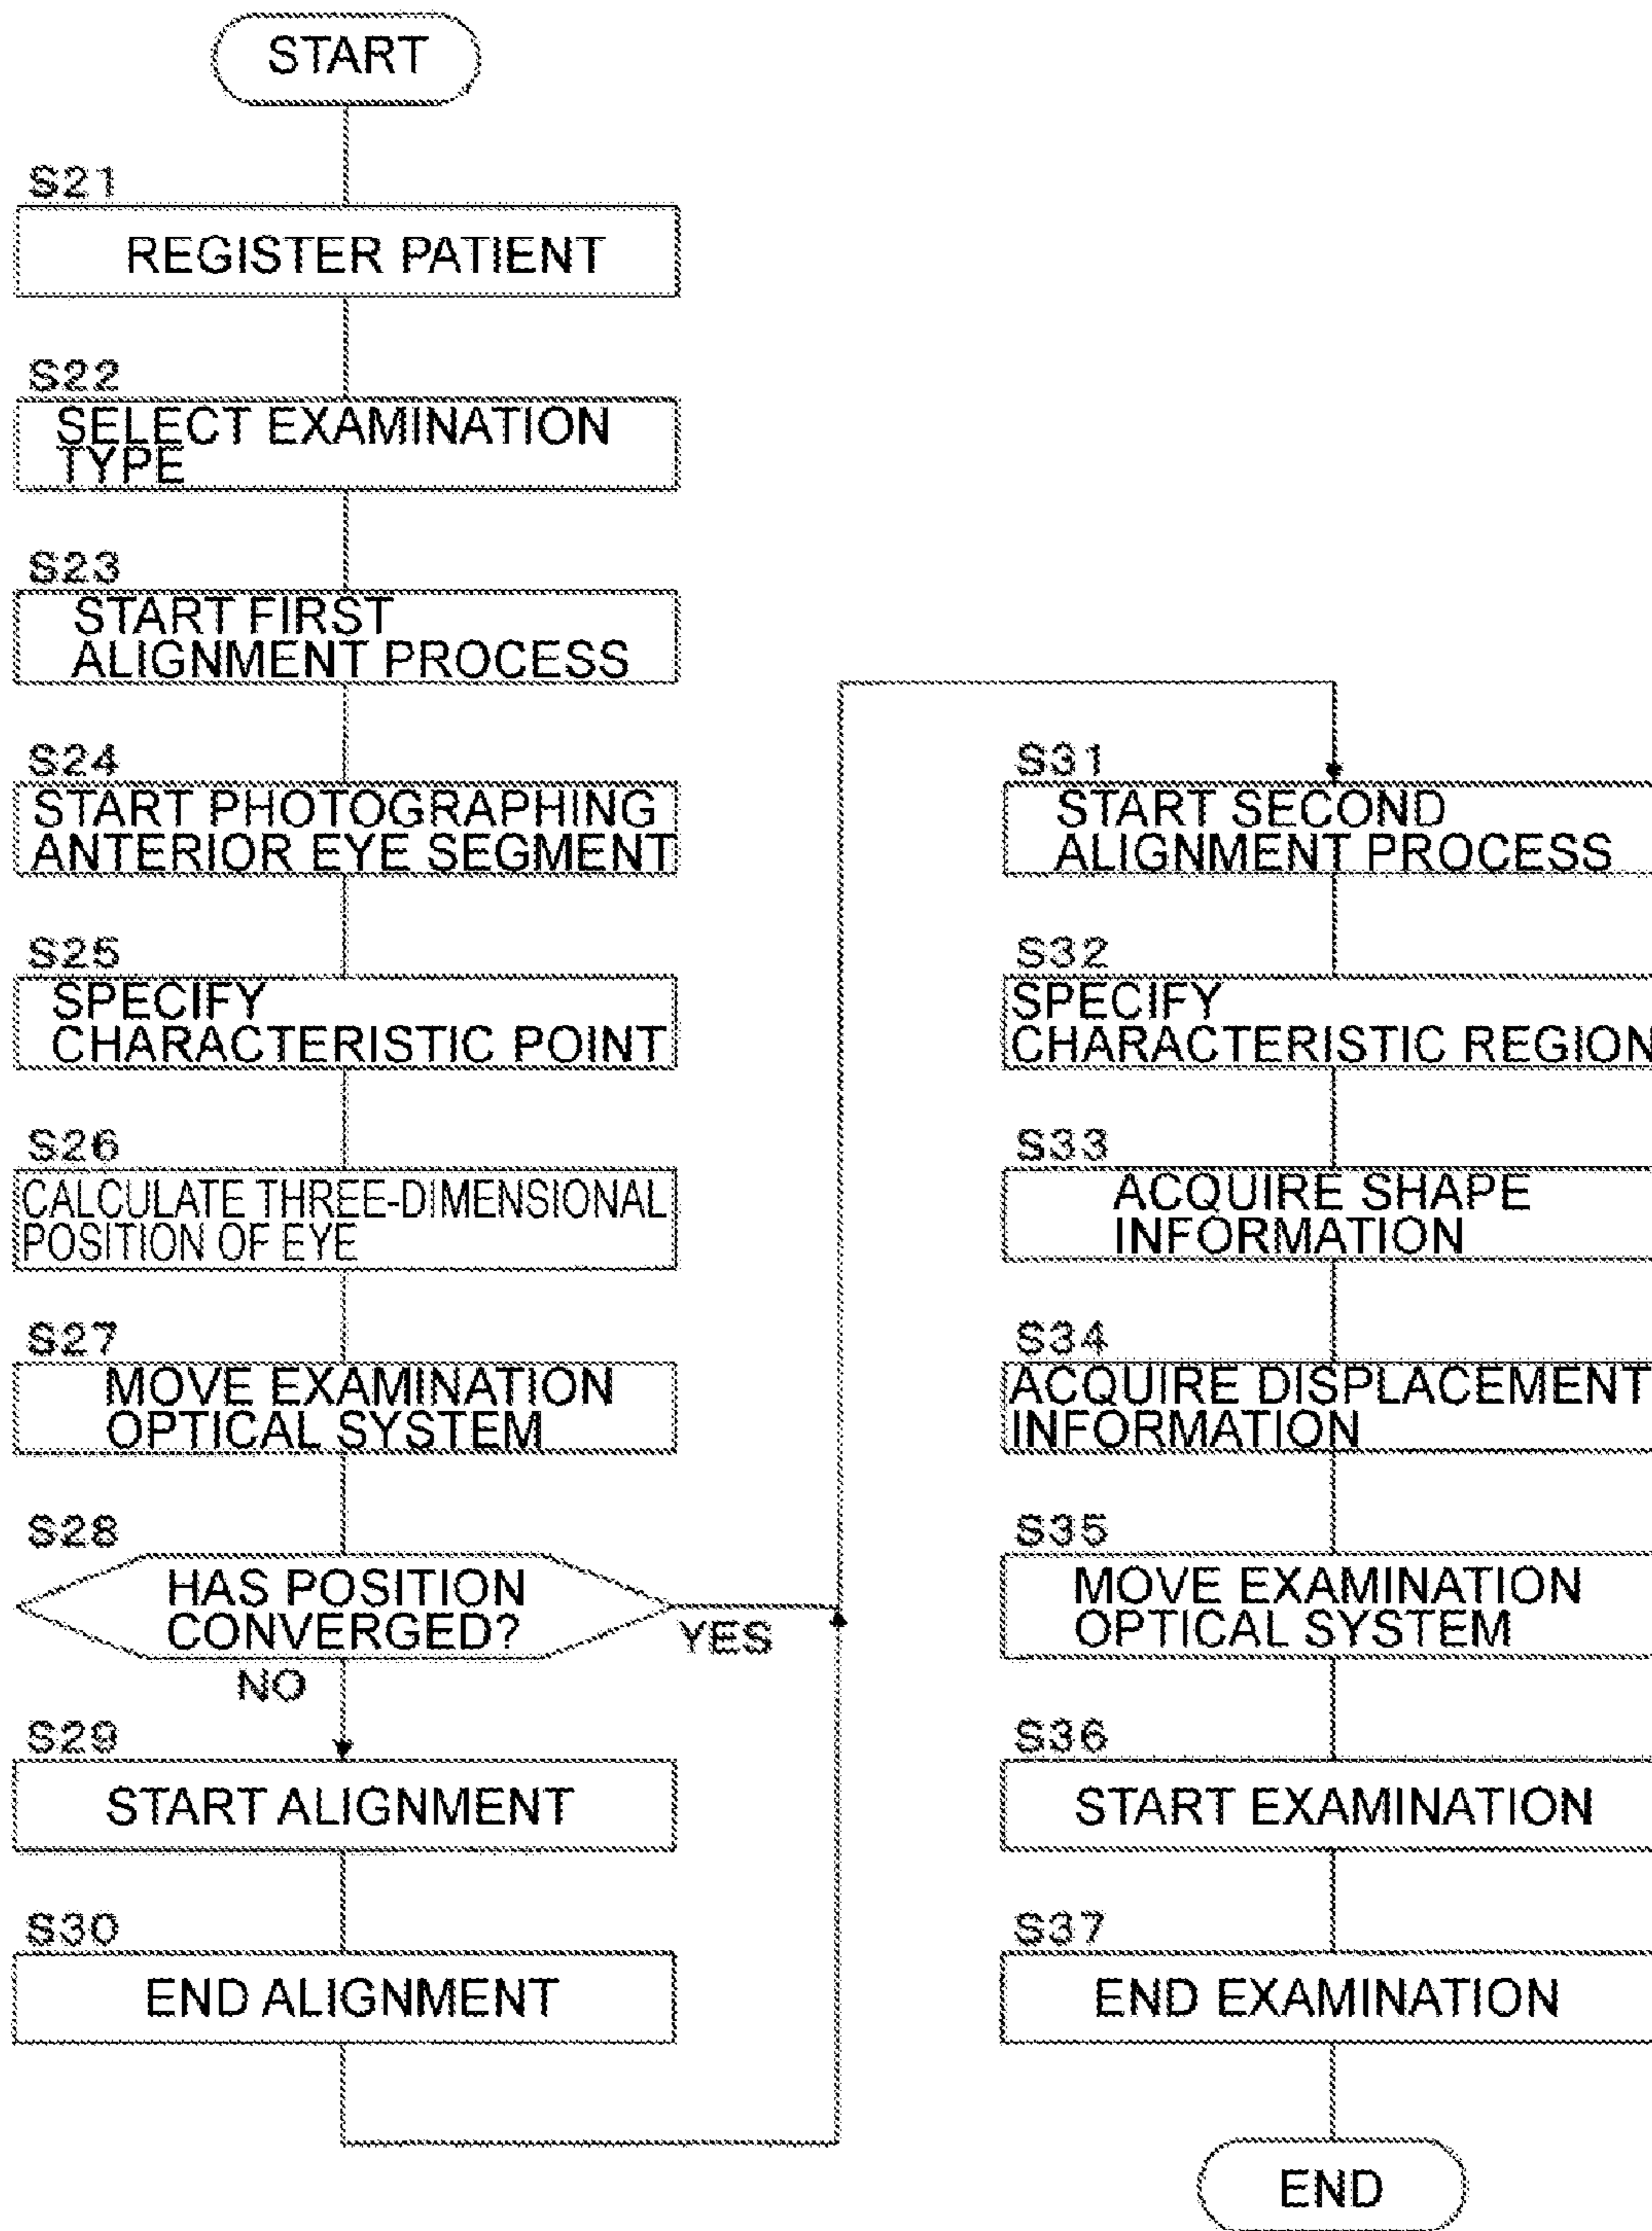 START
S21
REGISTER PATIENT
S22
SELECT EXAMINATION
TYPE
S23
START FIRST
ALIGNMENT PROCESS
S24
START PHOTOGRAPHING
ANTERIOR EYE SEGMENT
S25
SPECIFY
CHARACTERISTIC POINT
S26
CALCULATE THREE-DIMENSIONAL
POSITION OF EYE
S27
MOVE EXAMINATION
OPTICAL SYSTEM
S28
HAS POSITION
CONVERGED?
YES
NO
S29
START ALIGNMENT
S30
END ALIGNMENT
S31
START SECOND
ALIGNMENT PROCESS
S32
SPECIFY
CHARACTERISTIC REGION
S33
ACQUIRE SHAPE
INFORMATION
S34
ACQUIRE DISPLACEMENT
INFORMATION
S35
MOVE EXAMINATION
OPTICAL SYSTEM
S36
START EXAMINATION
S37
END EXAMINATION
END